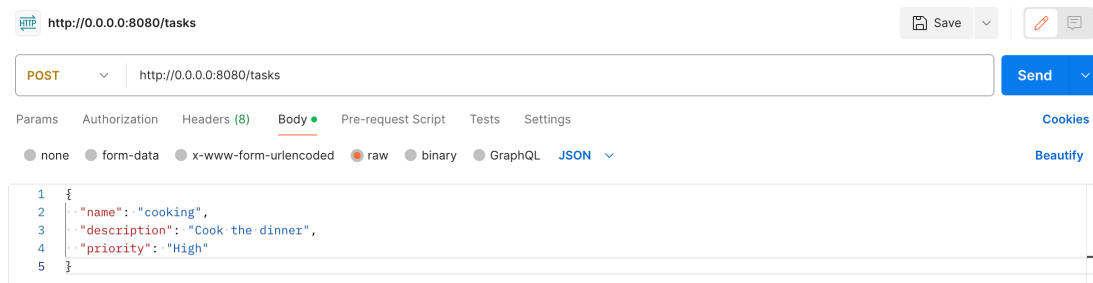 HTTP http://0.0.0.0:8080/tasks Save
POST http://0.0.0.0:8080/tasks Send
Params Authorization Headers (8) Body Pre-request Script Tests Settings Cookies
none form-data x-www-form-urlencoded raw binary GraphQL JSON Beautify
1 {
2 "name": "cooking",
3 "description": "Cook the dinner",
4 "priority": "High"
5 }